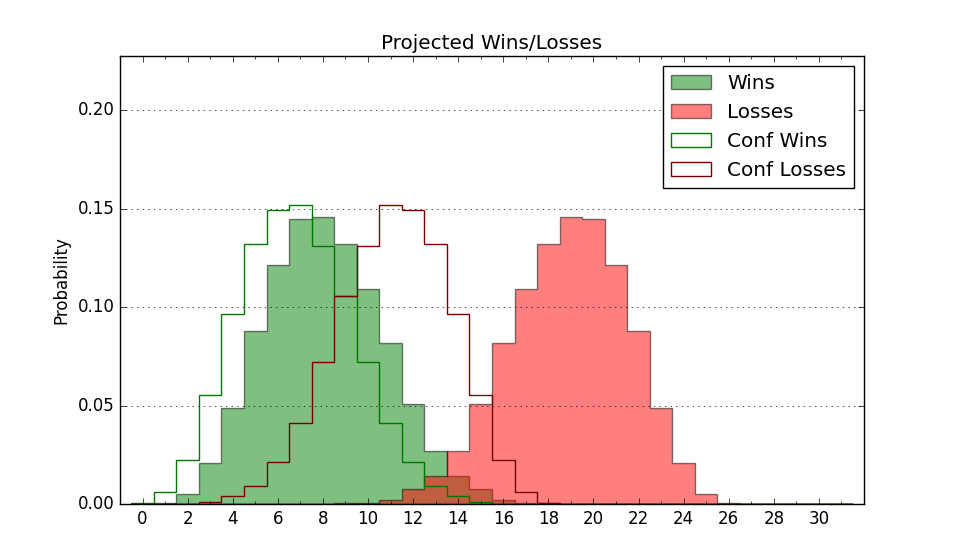 Projected Wins/Losses
Wins
Losses
Conf Wins
Conf Losses
Probability
0.20
0.15
0.10
0.05
0.00
0 2 4 6 8 10 12 14 16 18 20 22 24 26 28 30